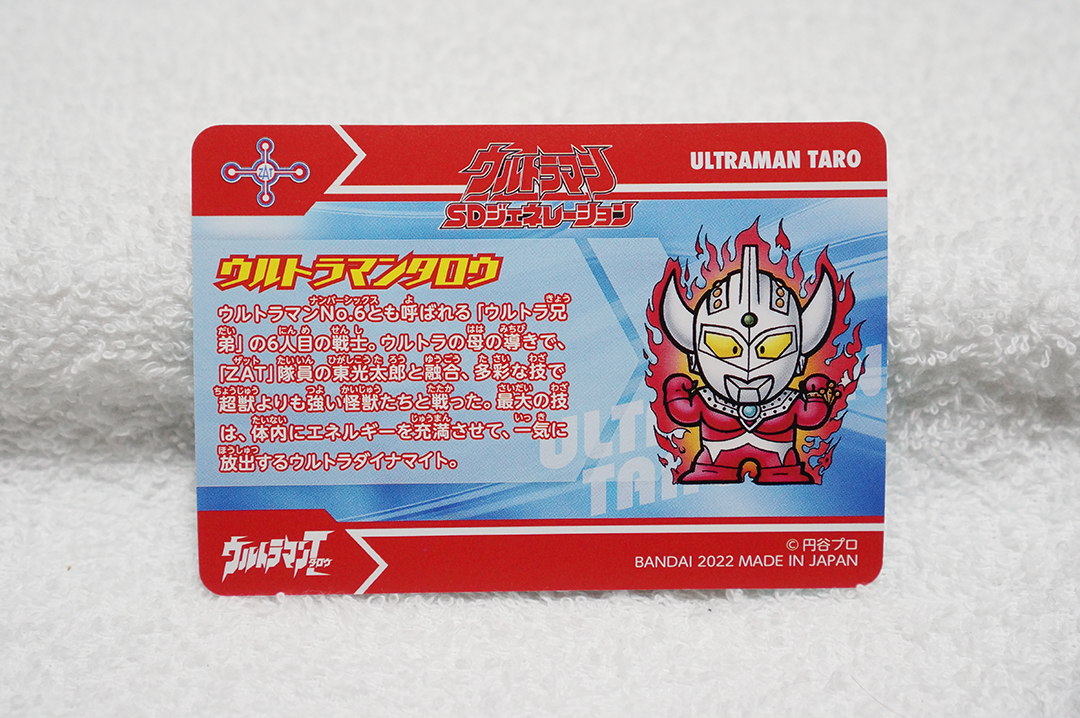 ZAT
ウルトラマン
SDジェネレーション
ULTRAMAN TARO
ウルトラマンタロウ
ウルトラマンNo.6とも呼ばれる「ウルトラ兄
弟」の6人目の戦士。ウルトラの母の導きで、
「ZAT」隊員の東光太郎と融合、多彩な技で
超獣よりも強い怪獣たちと戦った。最大の技
は、体内にエネルギーを充満させて、一気に
放出するウルトラダイナマイト。
ウルトラマンT
タロウ
©円谷プロ
BANDAI 2022 MADE IN JAPAN